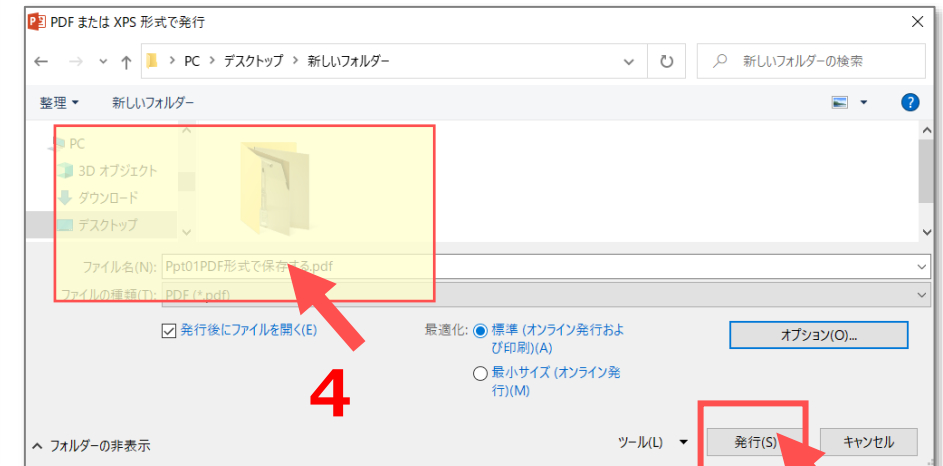 PDF または XPS 形式で発行
PC > デスクトップ > 新しいフォルダー
新しいフォルダーの検索
整理 新しいフォルダー
PC
3D オブジェクト
ダウンロード
デスクトップ
ファイル名(N): Ppt01PDF形式で保存する.pdf
ファイルの種類(T): PDF (*.pdf)
発行後にファイルを開く(E)
最適化: 標準 (オンライン発行およ
び印刷)(A)
最小サイズ (オンライン発
行)(M)
オプション(O)...
4
フォルダーの非表示
ツール(L) 発行(S) キャンセル